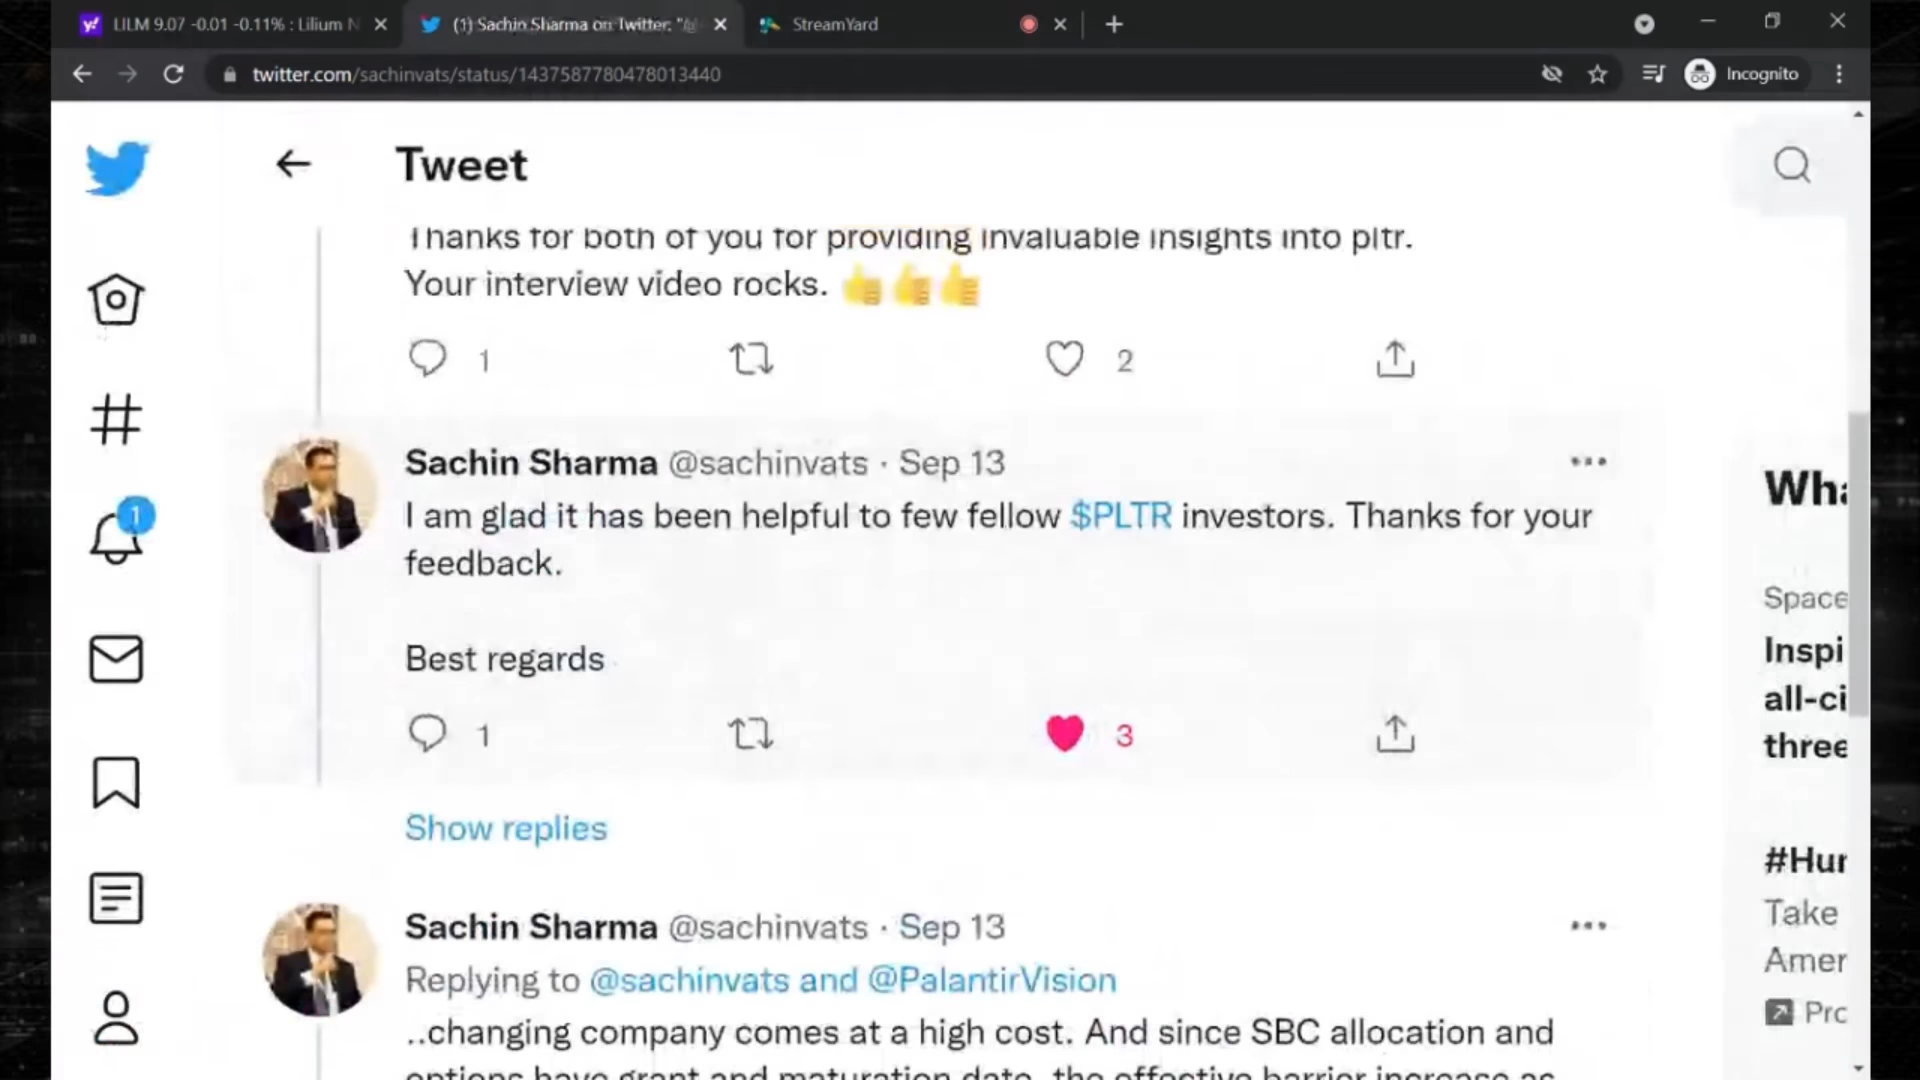 LILM 9.07 -0.01 -0.11% : Lilium N
(1) Sachin Sharma on Twitter: "@
StreamYard
twitter.com/sachinvats/status/1437587780478013440
Incognito
Tweet
Thanks for both of you for providing invaluable insights into pltr.
Your interview video rocks. 👍👍👍
1
2
Sachin Sharma @sachinvats · Sep 13
I am glad it has been helpful to few fellow $PLTR investors. Thanks for your
feedback.
Best regards
1
3
Show replies
Sachin Sharma @sachinvats · Sep 13
Replying to @sachinvats and @PalantirVision
..changing company comes at a high cost. And since SBC allocation and
options have grant and maturation date, the effective barrier increase as
1
Wha
Space
Inspi
all-ci
three
#Hur
Take
Amer
Pro